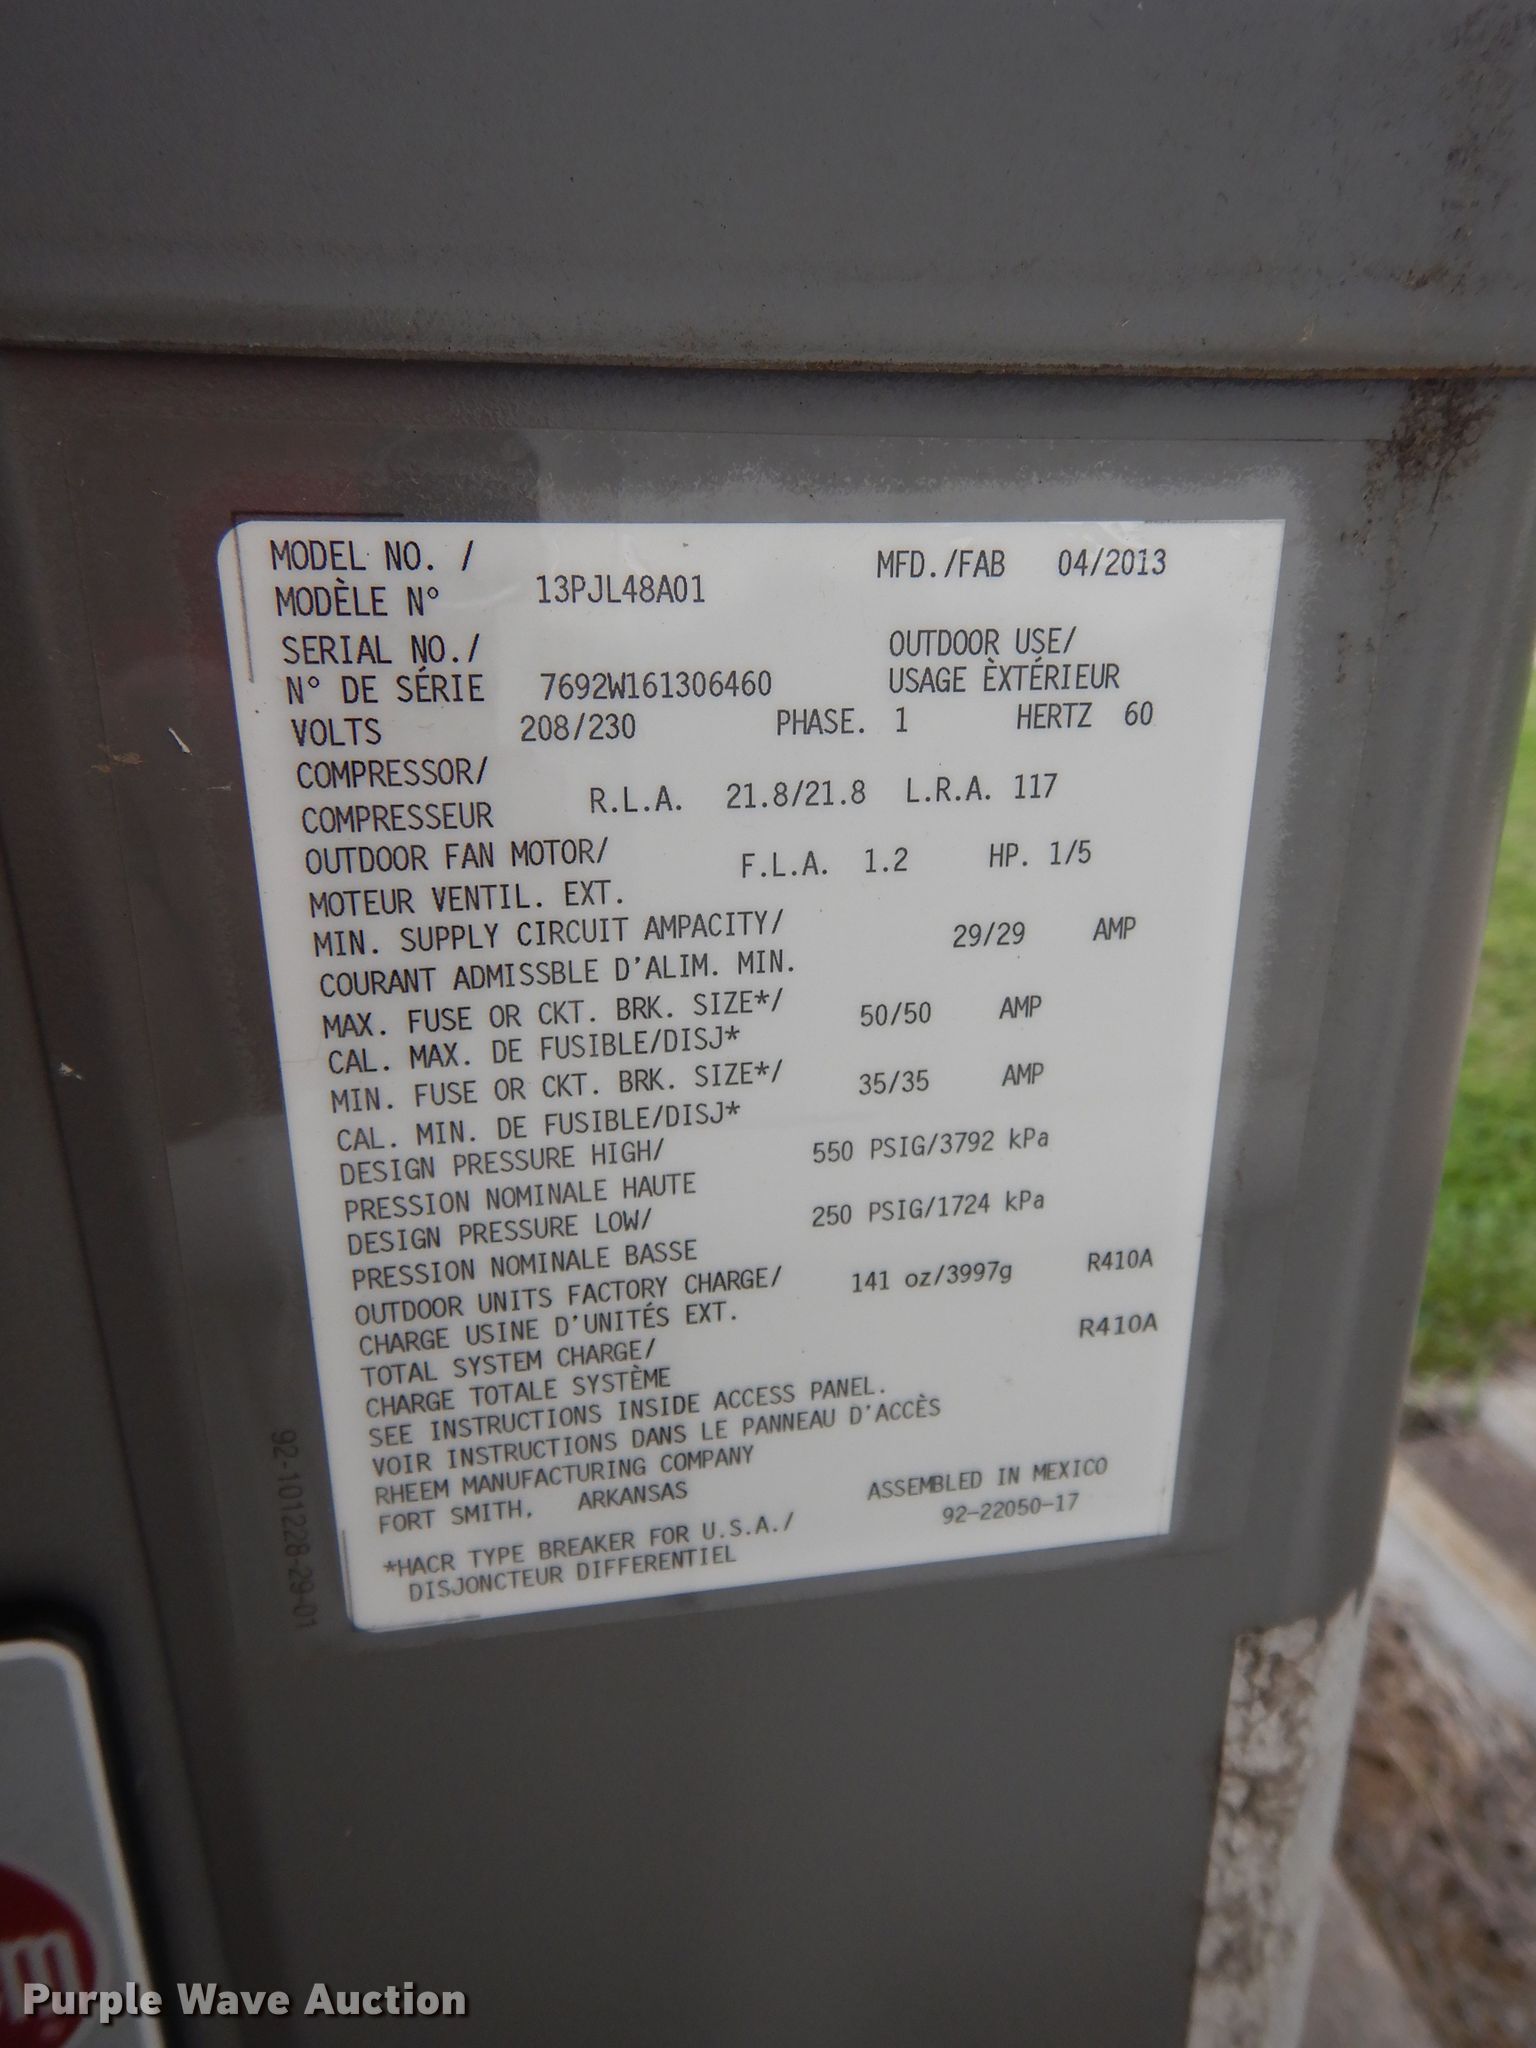 MODEL NO. /
MODÈLE N° 13PJL48A01 MFD./FAB 04/2013
SERIAL NO./ OUTDOOR USE/
N° DE SÉRIE 7692W161306460 USAGE ÈXTÉRIEUR
VOLTS 208/230 PHASE. 1 HERTZ 60
COMPRESSOR/
COMPRESSEUR R.L.A. 21.8/21.8 L.R.A. 117
OUTDOOR FAN MOTOR/ F.L.A. 1.2 HP. 1/5
MOTEUR VENTIL. EXT.
MIN. SUPPLY CIRCUIT AMPACITY/ 29/29 AMP
COURANT ADMISSBLE D'ALIM. MIN.
MAX. FUSE OR CKT. BRK. SIZE*/ 50/50 AMP
CAL. MAX. DE FUSIBLE/DISJ*
MIN. FUSE OR CKT. BRK. SIZE*/ 35/35 AMP
CAL. MIN. DE FUSIBLE/DISJ*
DESIGN PRESSURE HIGH/ 550 PSIG/3792 kPa
PRESSION NOMINALE HAUTE
DESIGN PRESSURE LOW/ 250 PSIG/1724 kPa
PRESSION NOMINALE BASSE
OUTDOOR UNITS FACTORY CHARGE/ 141 oz/3997g R410A
CHARGE USINE D'UNITÉS EXT.
TOTAL SYSTEM CHARGE/ R410A
CHARGE TOTALE SYSTÈME
SEE INSTRUCTIONS INSIDE ACCESS PANEL.
VOIR INSTRUCTIONS DANS LE PANNEAU D'ACCÈS
RHEEM MANUFACTURING COMPANY
FORT SMITH, ARKANSAS ASSEMBLED IN MEXICO
92-22050-17
*HACR TYPE BREAKER FOR U.S.A./
DISJONCTEUR DIFFERENTIEL
92-101228-29-01
Purple Wave Auction